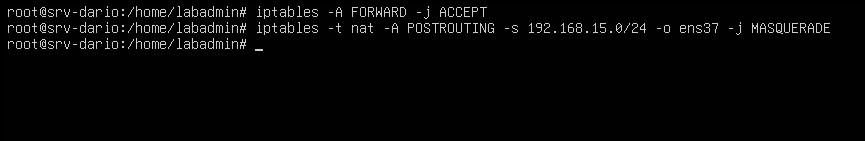 root@srv-dario:/home/labadmin# iptables -A FORWARD -j ACCEPT
root@srv-dario:/home/labadmin# iptables -t nat -A POSTROUTING -s 192.168.15.0/24 -o ens37 -j MASQUERADE
root@srv-dario:/home/labadmin# _